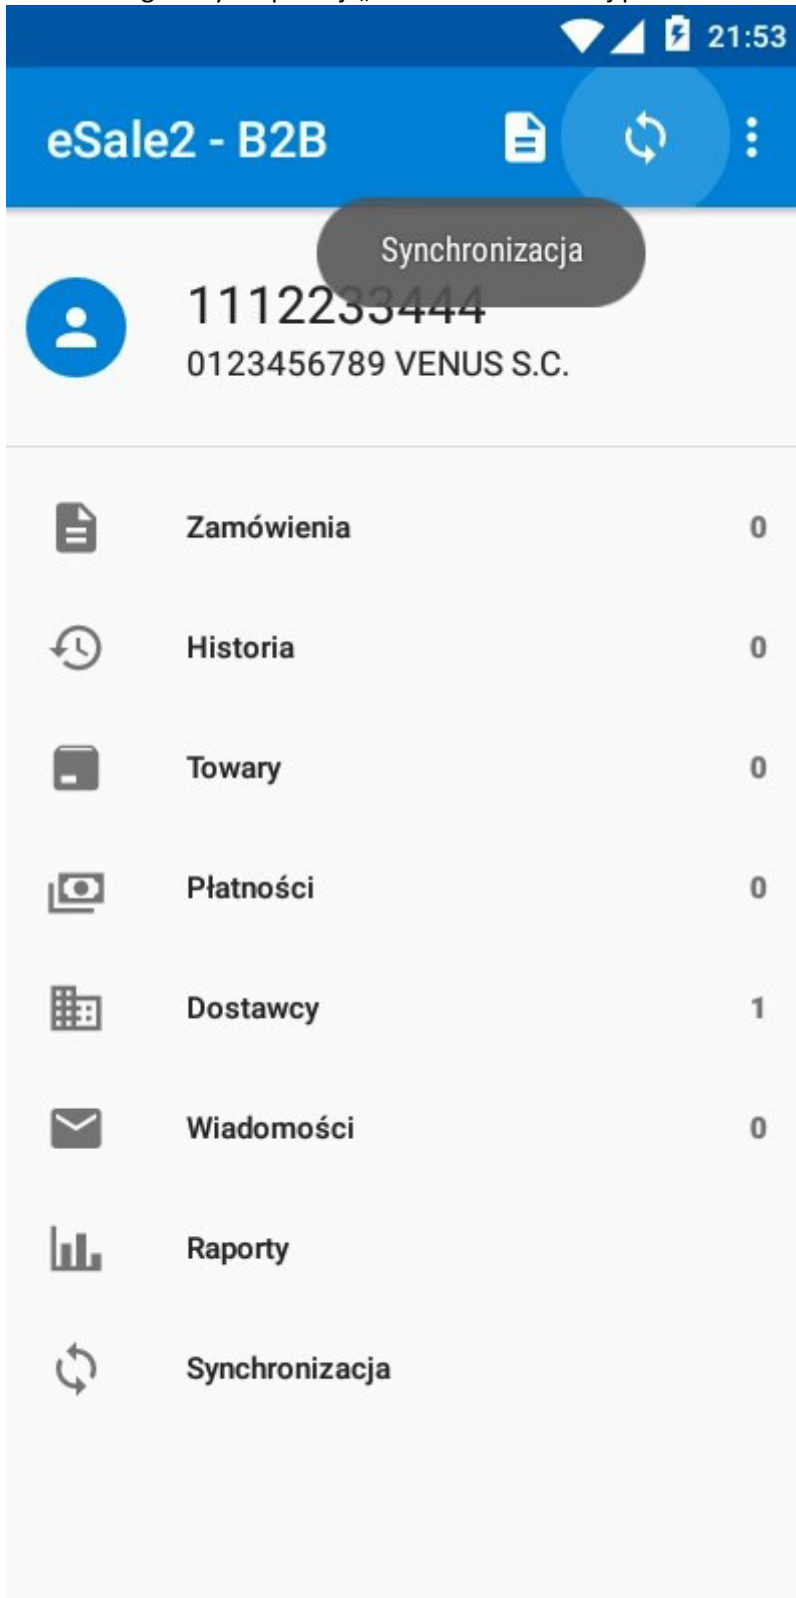 21:53
eSale2 - B2B
Synchronizacja
1112233444
0123456789 VENUS S.C.
Zamówienia 0
Historia 0
Towary 0
Płatności 0
Dostawcy 1
Wiadomości 0
Raporty
Synchronizacja